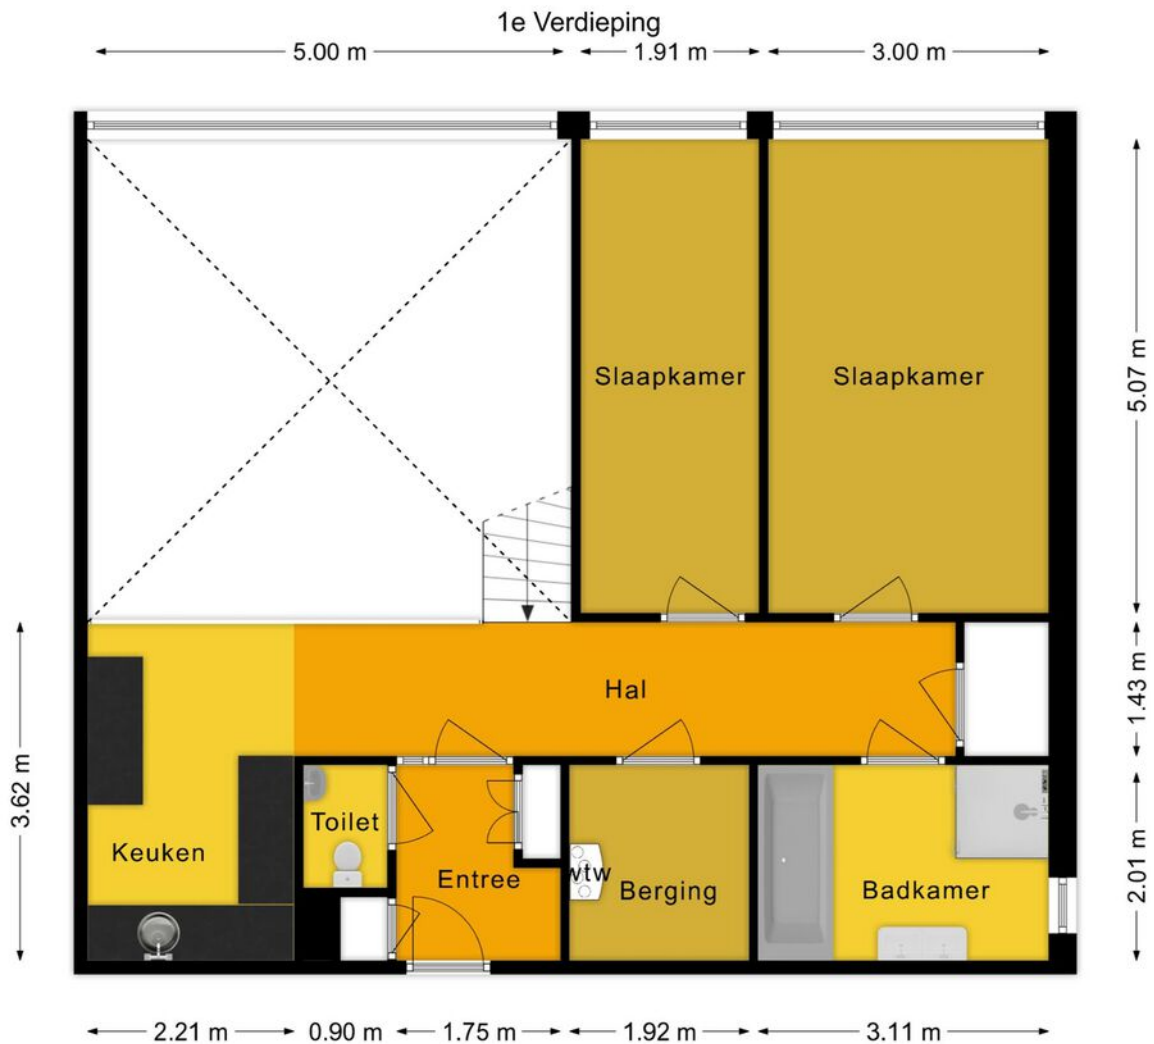 1e Verdieping
5.00 m
1.91 m
3.00 m
Slaapkamer
Slaapkamer
5.07 m
Hal
1.43 m
3.62 m
Toilet
Keuken
Entree
wtw
Berging
Badkamer
2.01 m
2.21 m
0.90 m
1.75 m
1.92 m
3.11 m